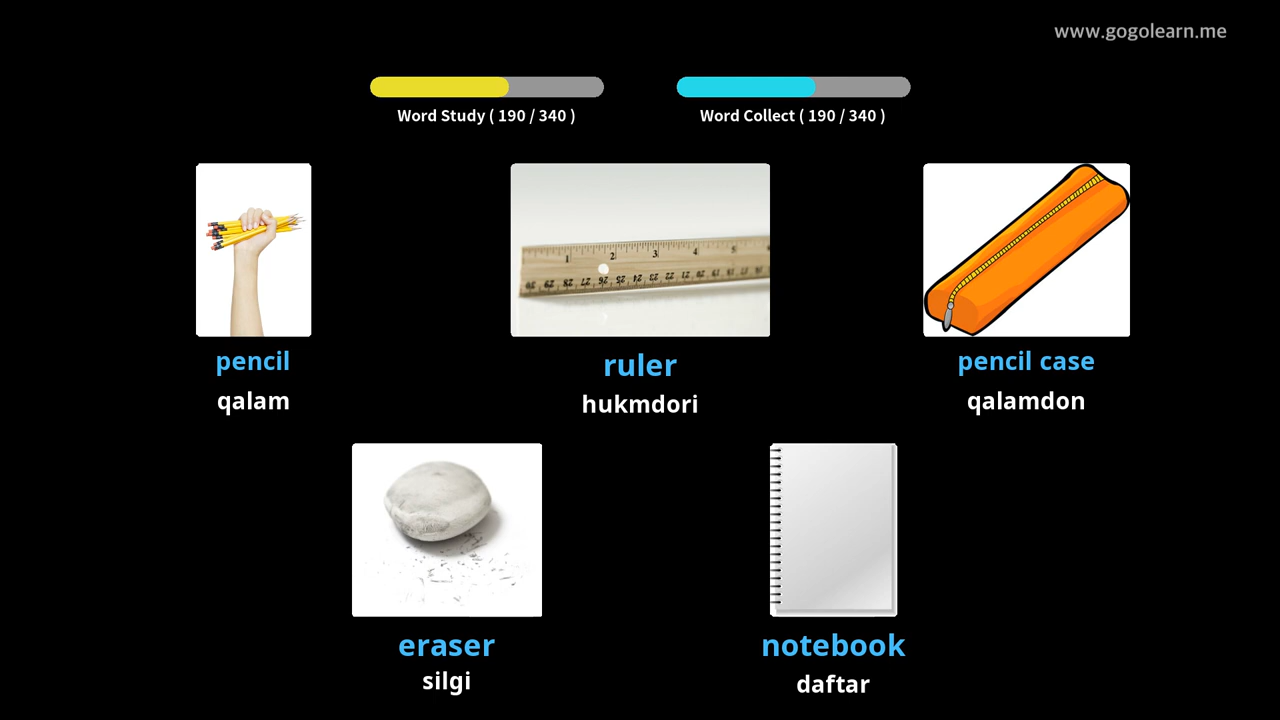 www.gogolearn.me
Word Study ( 190 / 340 )
Word Collect ( 190 / 340 )
pencil
qalam
ruler
hukmdori
pencil case
qalamdon
eraser
silgi
notebook
daftar